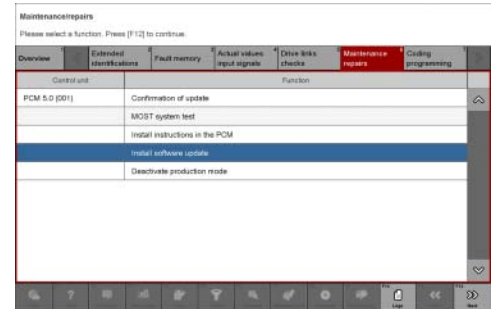 Maintenance/repairs
Please select a function. Press [F12] to continue.
Overview
Extended identifications
Fault memory
Actual values input signals
Drive links checks
Maintenance repairs
Coding programming
Control unit
Function
PCM 5.0 (001)
Confirmation of update
MOST system test
Install instructions in the PCM
Install software update
Deactivate production mode
?
Logs
<<
>>
Next